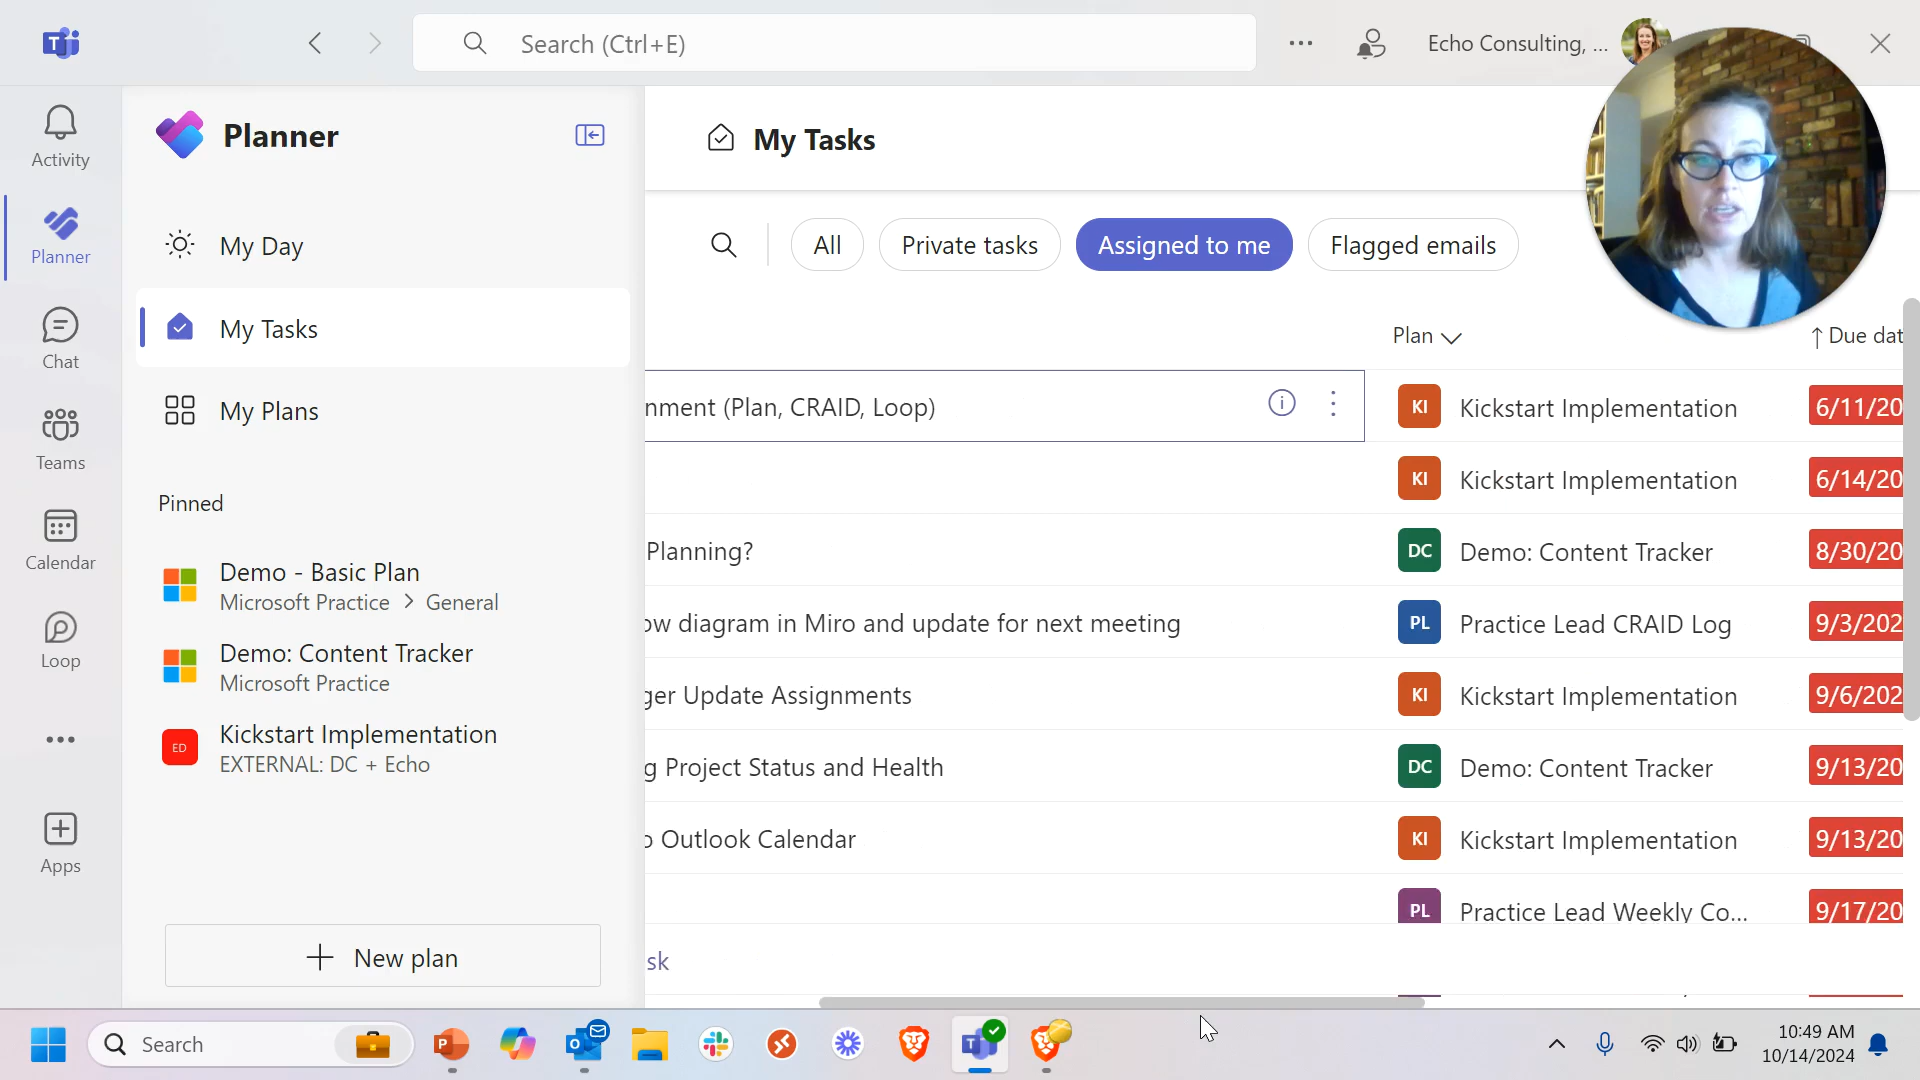 Search (Ctrl+E)
Echo Consulting, ...
Activity
Planner
Chat
Teams
Calendar
Loop
Apps
Planner
My Day
My Tasks
My Plans
Pinned
Demo - Basic Plan
Microsoft Practice > General
Demo: Content Tracker
Microsoft Practice
ED
Kickstart Implementation
EXTERNAL: DC + Echo
New plan
My Tasks
All
Private tasks
Assigned to me
Flagged emails
Plan
Due dat
nment (Plan, CRAID, Loop)
KI
Kickstart Implementation
6/11/20
KI
Kickstart Implementation
6/14/20
Planning?
DC
Demo: Content Tracker
8/30/20
ow diagram in Miro and update for next meeting
PL
Practice Lead CRAID Log
9/3/202
ger Update Assignments
KI
Kickstart Implementation
9/6/202
g Project Status and Health
DC
Demo: Content Tracker
9/13/20
o Outlook Calendar
KI
Kickstart Implementation
9/13/20
PL
Practice Lead Weekly Co...
9/17/20
sk
Search
10:49 AM
10/14/2024